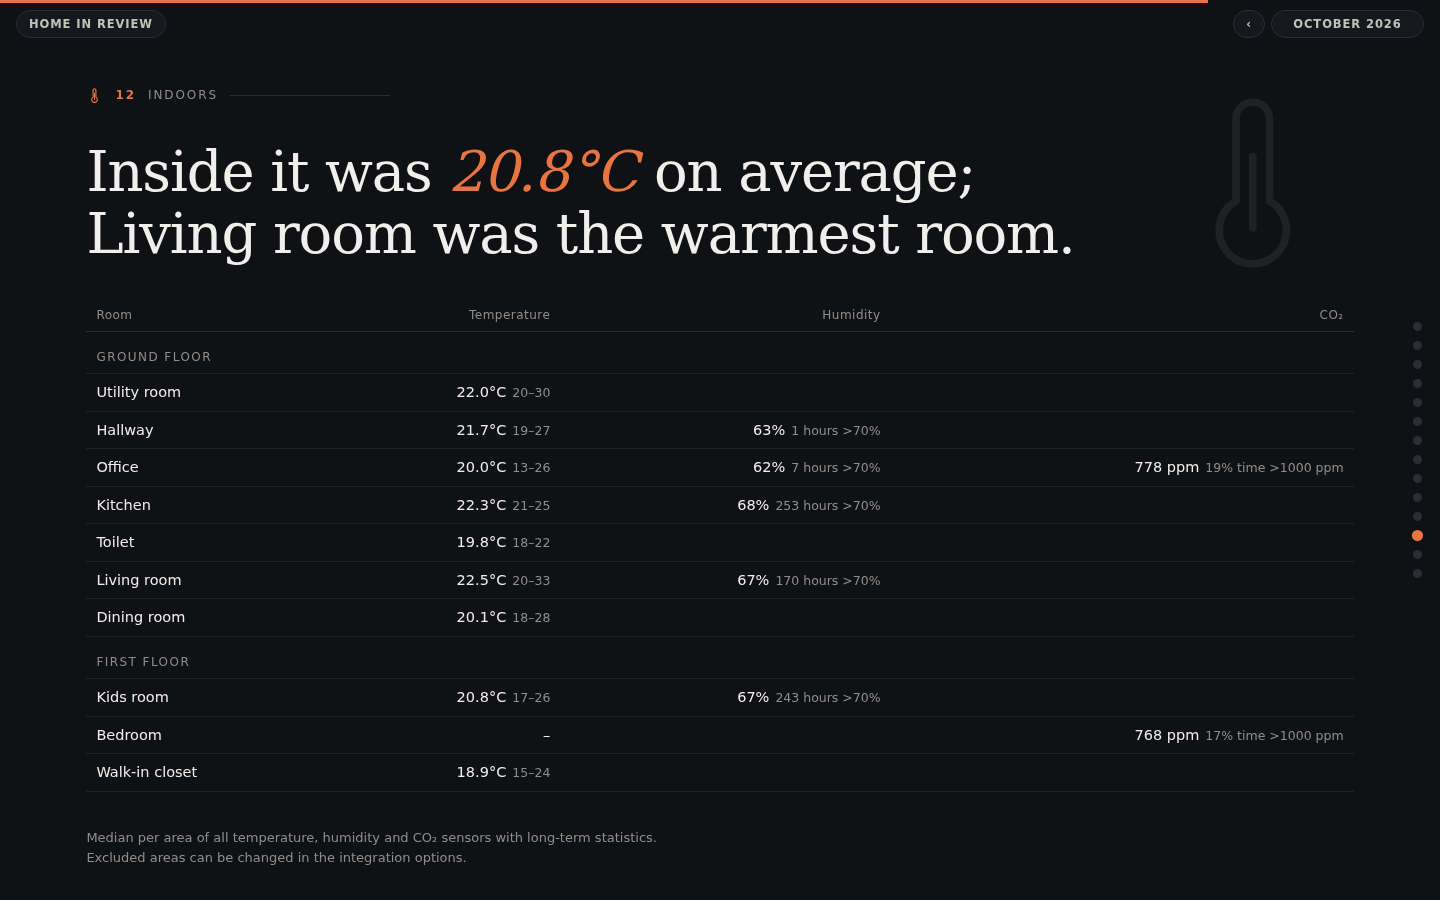 HOME IN REVIEW
‹ OCTOBER 2026
12 INDOORS
Inside it was 20.8°C on average;
Living room was the warmest room.
Room Temperature Humidity CO₂
GROUND FLOOR
Utility room 22.0°C 20–30
Hallway 21.7°C 19–27 63% 1 hours >70%
Office 20.0°C 13–26 62% 7 hours >70% 778 ppm 19% time >1000 ppm
Kitchen 22.3°C 21–25 68% 253 hours >70%
Toilet 19.8°C 18–22
Living room 22.5°C 20–33 67% 170 hours >70%
Dining room 20.1°C 18–28
FIRST FLOOR
Kids room 20.8°C 17–26 67% 243 hours >70%
Bedroom – 768 ppm 17% time >1000 ppm
Walk-in closet 18.9°C 15–24
Median per area of all temperature, humidity and CO₂ sensors with long-term statistics.
Excluded areas can be changed in the integration options.